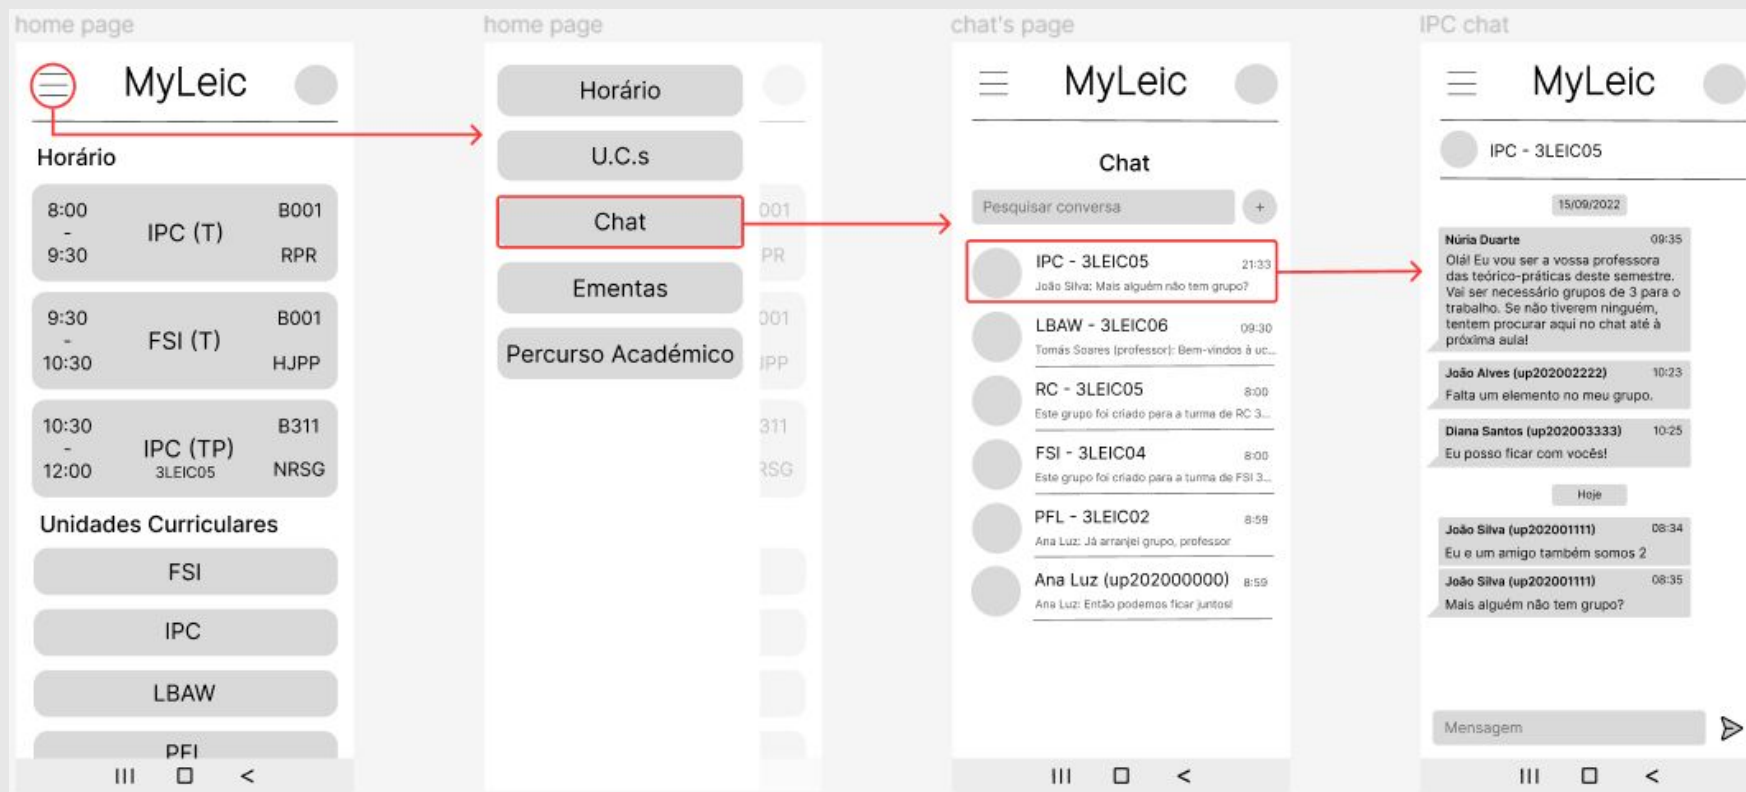 home page
MyLeic
Horário
8:00
-
9:30
IPC (T)
B001
RPR
9:30
-
10:30
FSI (T)
B001
HJPP
10:30
-
12:00
IPC (TP)
3LEIC05
B311
NRSG
Unidades Curriculares
FSI
IPC
LBAW
home page
Horário
U.C.s
Chat
Ementas
Percurso Académico
001
PR
001
JPP
311
RSG
chat's page
MyLeic
Chat
Pesquisar conversa
+
IPC - 3LEIC05 21:33
João Silva: Mais alguém não tem grupo?
LBAW - 3LEIC06 09:30
Tomás Soares (professor): Bem-vindos à uc...
RC - 3LEIC05 8:00
Este grupo foi criado para a turma de RC 3...
FSI - 3LEIC04 8:00
Este grupo foi criado para a turma de FSI 3...
PFL - 3LEIC02 8:59
Ana Luz: Já arranjei grupo, professor
Ana Luz (up202000000) 8:59
Ana Luz: Então podemos ficar juntos!
IPC chat
MyLeic
IPC - 3LEIC05
15/09/2022
Núria Duarte 09:35
Olá! Eu vou ser a vossa professora
das teórico-práticas deste semestre.
Vai ser necessário grupos de 3 para o
trabalho. Se não tiverem ninguém,
tentem procurar aqui no chat até à
próxima aula!
João Alves (up202002222) 10:23
Falta um elemento no meu grupo.
Diana Santos (up202003333) 10:25
Eu posso ficar com vocês!
Hoje
João Silva (up202001111) 08:34
Eu e um amigo também somos 2
João Silva (up202001111) 08:35
Mais alguém não tem grupo?
Mensagem